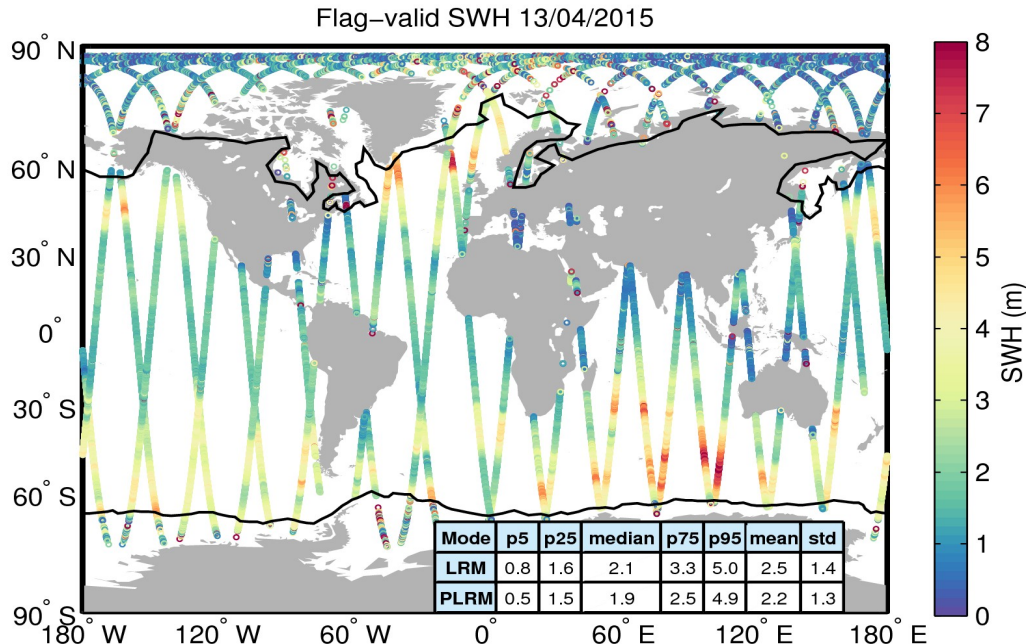 Flag−valid SWH 13/04/2015
90° N
60° N
30° N
0°
30° S
60° S
90° S
180° W
120° W
60° W
0°
60° E
120° E
180° E
8
7
6
5
4
3
2
1
0
SWH (m)
Mode p5 p25 median p75 p95 mean std
LRM 0.8 1.6 2.1 3.3 5.0 2.5 1.4
PLRM 0.5 1.5 1.9 2.5 4.9 2.2 1.3